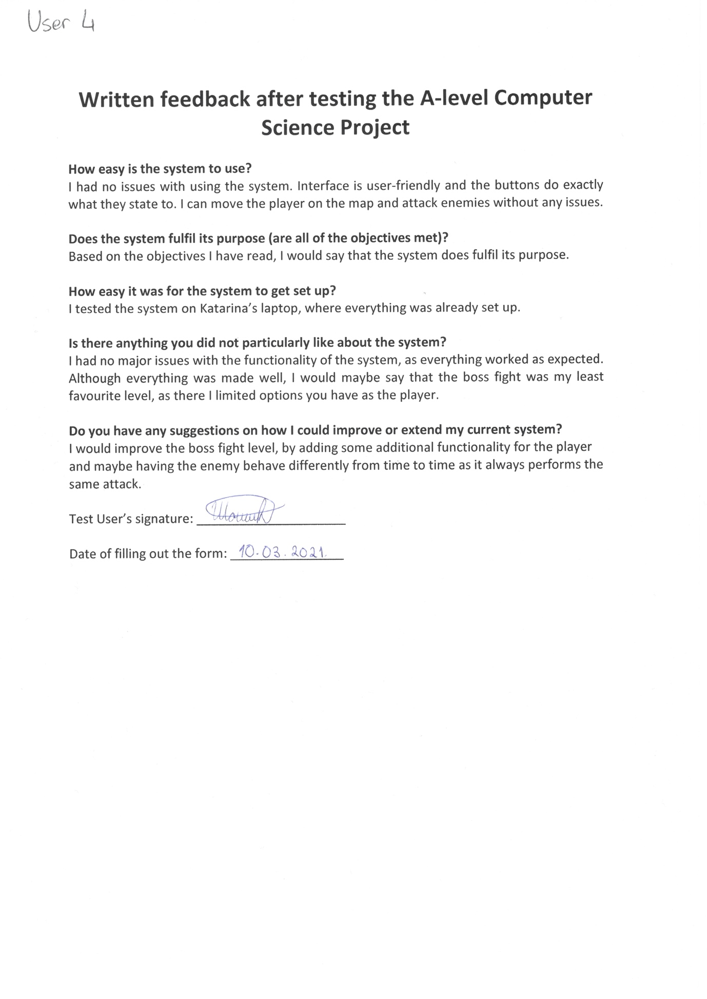 User 4
Written feedback after testing the A-level Computer
Science Project
How easy is the system to use?
I had no issues with using the system. Interface is user-friendly and the buttons do exactly
what they state to. I can move the player on the map and attack enemies without any issues.
Does the system fulfil its purpose (are all of the objectives met)?
Based on the objectives I have read, I would say that the system does fulfil its purpose.
How easy it was for the system to get set up?
I tested the system on Katarina's laptop, where everything was already set up.
Is there anything you did not particularly like about the system?
I had no major issues with the functionality of the system, as everything worked as expected.
Although everything was made well, I would maybe say that the boss fight was my least
favourite level, as there I limited options you have as the player.
Do you have any suggestions on how I could improve or extend my current system?
I would improve the boss fight level, by adding some additional functionality for the player
and maybe having the enemy behave differently from time to time as it always performs the
same attack.
Test User's signature:
Date of filling out the form: 10.03.2021.